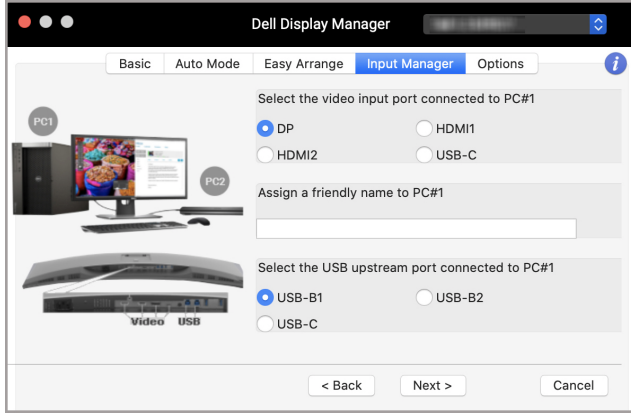 Dell Display Manager
Basic Auto Mode Easy Arrange Input Manager Options
i
Select the video input port connected to PC#1
DP HDMI1
HDMI2 USB-C
PC1
PC2
Assign a friendly name to PC#1
Select the USB upstream port connected to PC#1
USB-B1 USB-B2
USB-C
Video USB
< Back Next > Cancel